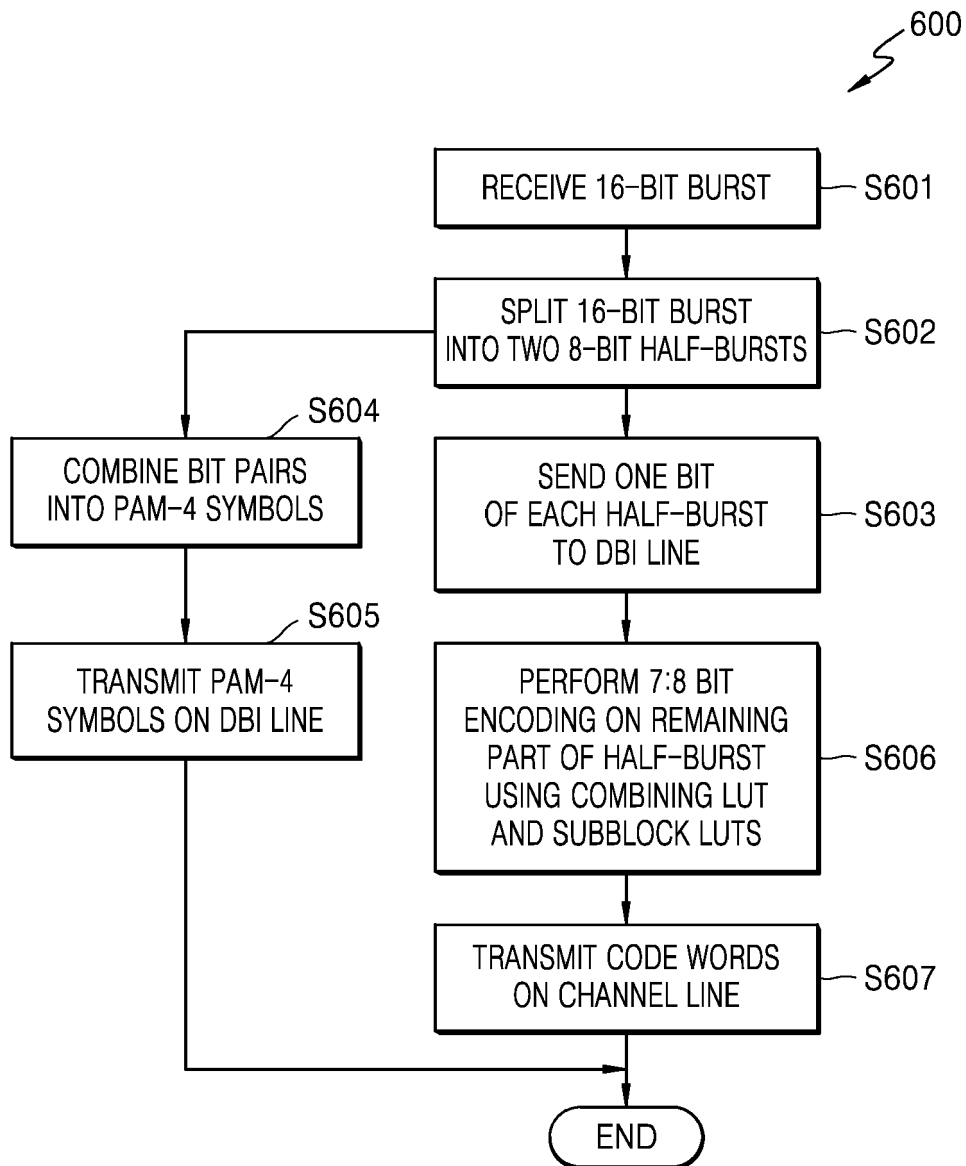 600
RECEIVE 16-BIT BURST
S601
SPLIT 16-BIT BURST
INTO TWO 8-BIT HALF-BURSTS
S602
S604
COMBINE BIT PAIRS
INTO PAM-4 SYMBOLS
SEND ONE BIT
OF EACH HALF-BURST
TO DBI LINE
S603
S605
TRANSMIT PAM-4
SYMBOLS ON DBI LINE
PERFORM 7:8 BIT
ENCODING ON REMAINING
PART OF HALF-BURST
USING COMBINING LUT
AND SUBBLOCK LUTS
S606
TRANSMIT CODE WORDS
ON CHANNEL LINE
S607
END